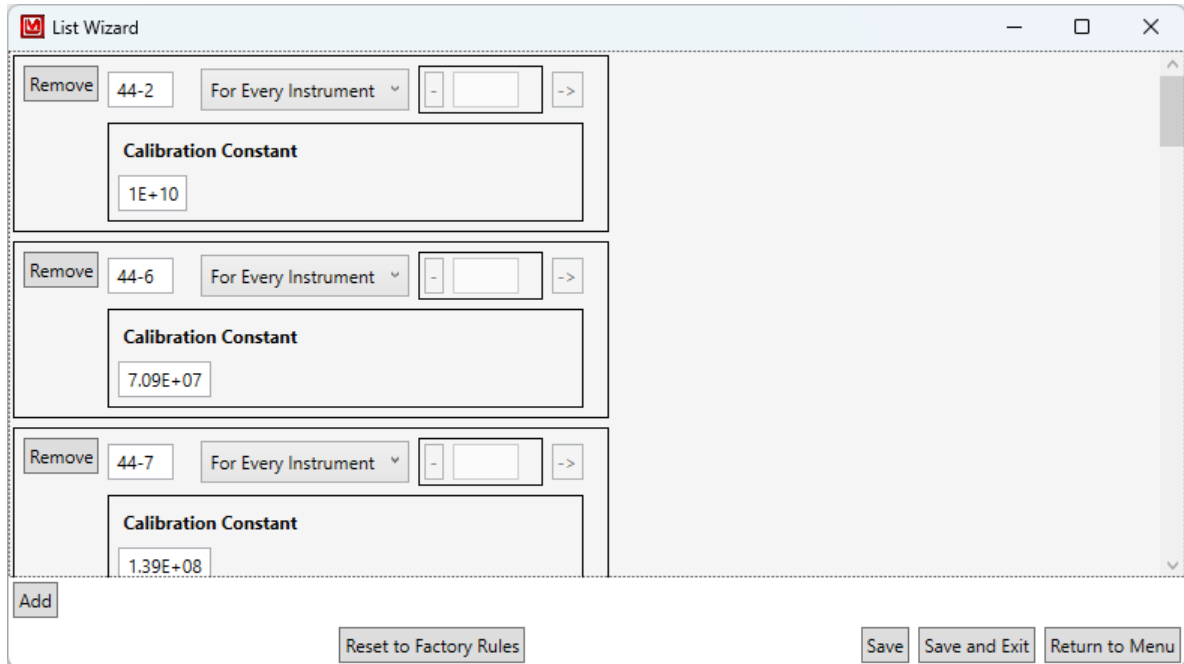 List Wizard
Remove 44-2 For Every Instrument - ->
Calibration Constant
1E+10
Remove 44-6 For Every Instrument - ->
Calibration Constant
7.09E+07
Remove 44-7 For Every Instrument - ->
Calibration Constant
1.39E+08
Add
Reset to Factory Rules Save Save and Exit Return to Menu